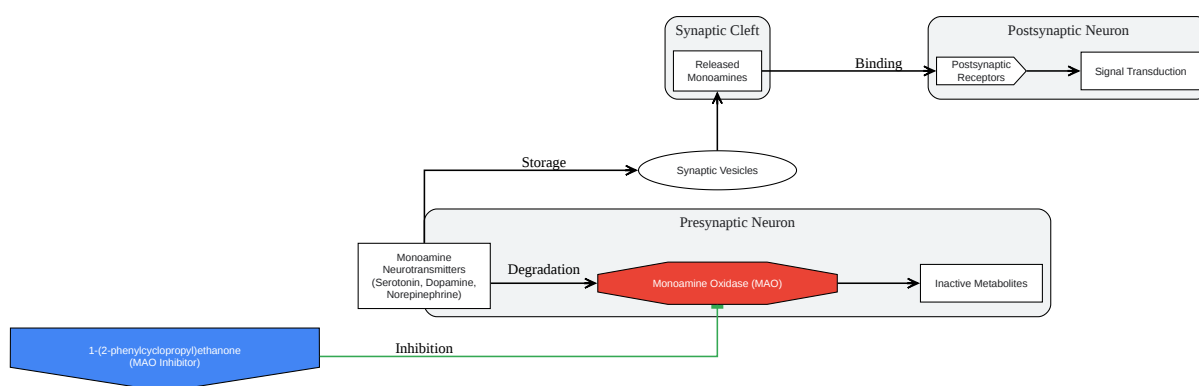 Synaptic Cleft
Released
Monoamines
Binding
Postsynaptic Neuron
Postsynaptic
Receptors
Signal Transduction
Storage
Synaptic Vesicles
Presynaptic Neuron
Monoamine
Neurotransmitters
(Serotonin, Dopamine,
Norepinephrine)
Degradation
Monoamine Oxidase (MAO)
Inactive Metabolites
1-(2-phenylcyclopropyl)ethanone
(MAO Inhibitor)
Inhibition